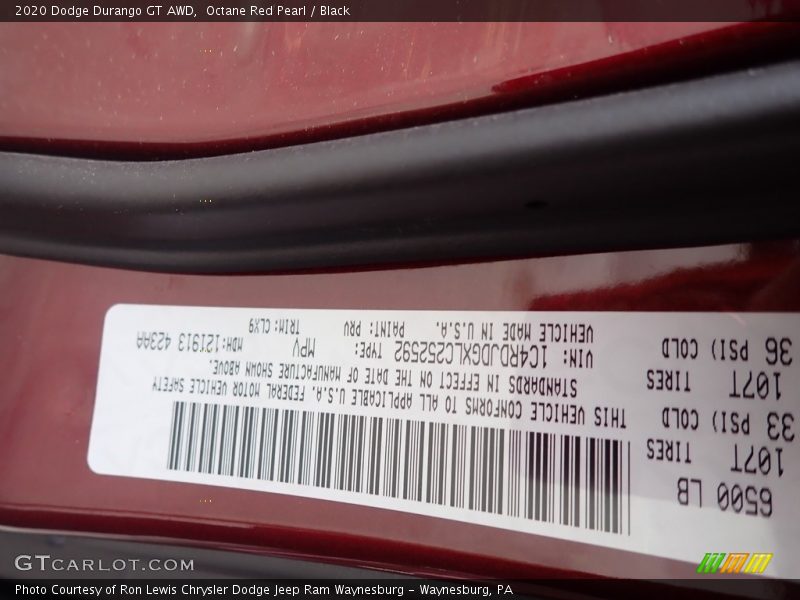 2020 Dodge Durango GT AWD,  Octane Red Pearl / Black
6500 LB
107T TIRES
33 PSI) COLD
107T TIRES
36 PSI) COLD
THIS VEHICLE CONFORMS TO ALL APPLICABLE U.S.A. FEDERAL MOTOR VEHICLE SAFETY
STANDARDS IN EFFECT ON THE DATE OF MANUFACTURE SHOWN ABOVE.
VIN: 1C4RDJDGXLC252592 TYPE: MPV MDH:121913 423AA
VEHICLE MADE IN U.S.A. PAINT: PRV TRIM: CLX9
GTCARLOT.COM
Photo Courtesy of Ron Lewis Chrysler Dodge Jeep Ram Waynesburg - Waynesburg, PA